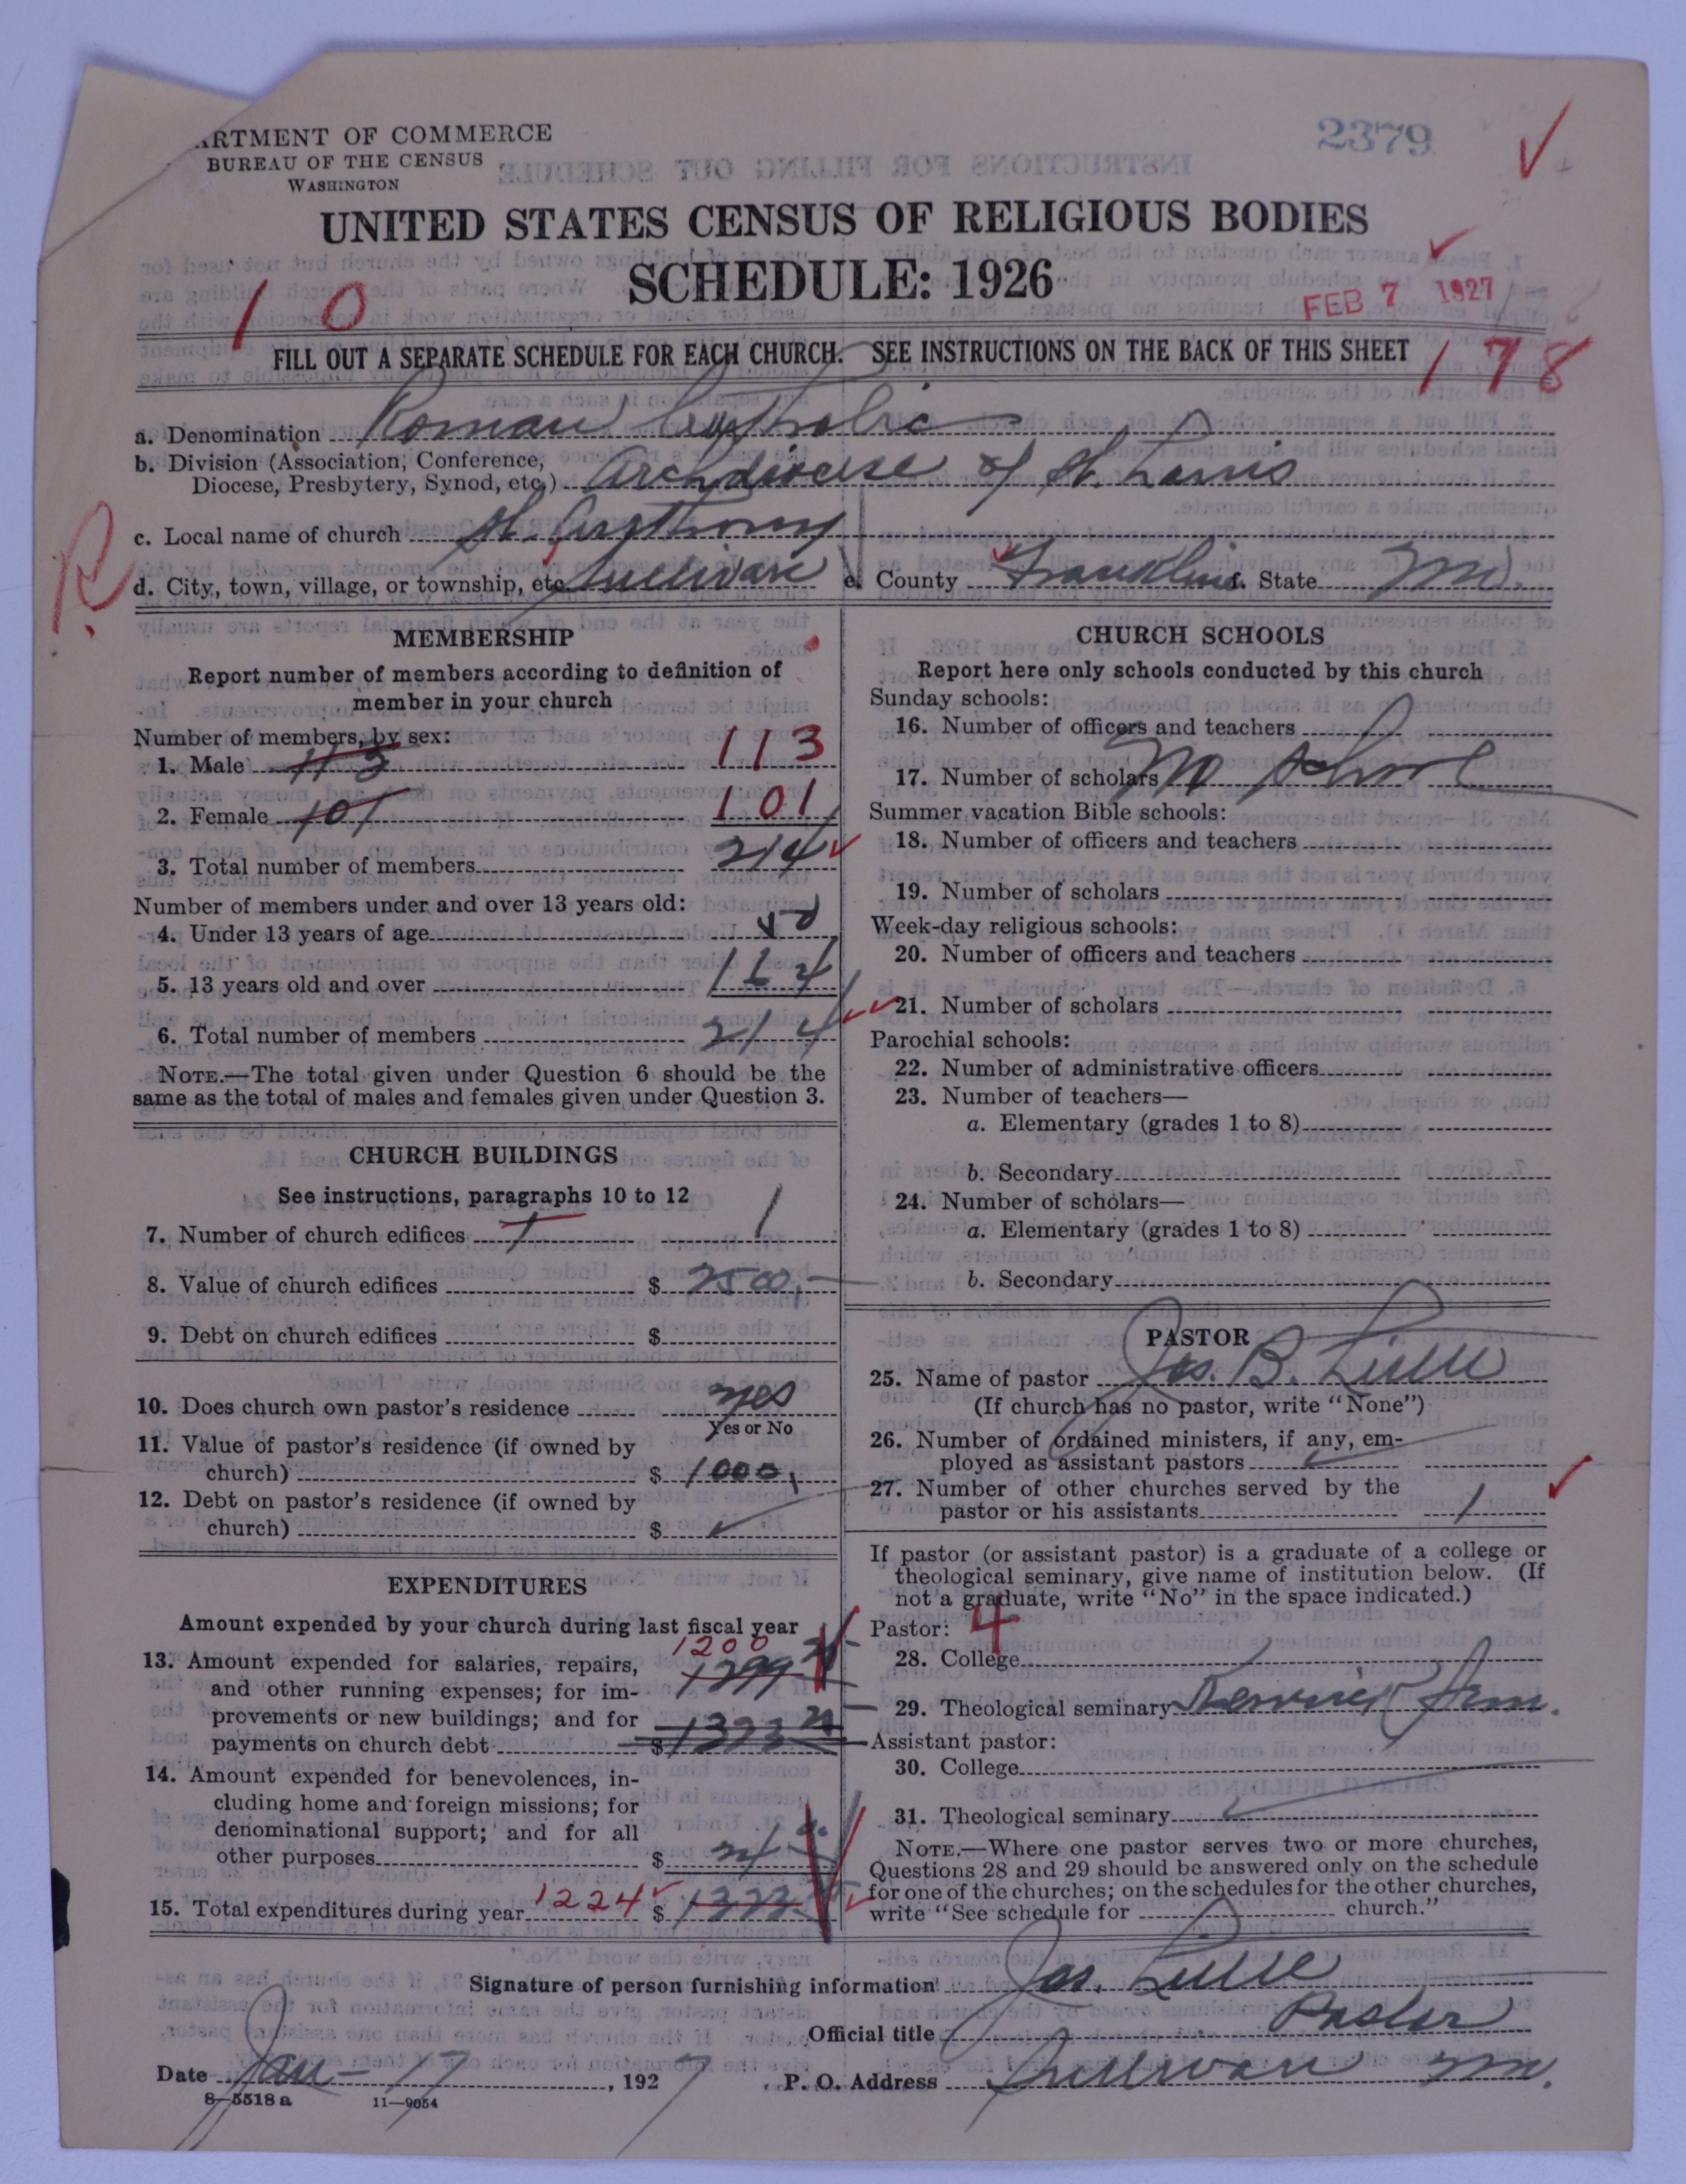 RTMENT OF COMMERCE
BUREAU OF THE CENSUS
WASHINGTON
2379
UNITED STATES CENSUS OF RELIGIOUS BODIES
SCHEDULE: 1926
FEB 7 1927
1 0
FILL OUT A SEPARATE SCHEDULE FOR EACH CHURCH. SEE INSTRUCTIONS ON THE BACK OF THIS SHEET
178
a. Denomination Roman Catholic
b. Division (Association, Conference,
Diocese, Presbytery, Synod, etc.) Archdiocese of St. Louis
c. Local name of church St. Anthony
R
d. City, town, village, or township, etc Sullivan e. County Franklin f. State Mo.
MEMBERSHIP
Report number of members according to definition of
member in your church
Number of members, by sex:
1. Male 113 113
2. Female 101 101
3. Total number of members 214
Number of members under and over 13 years old:
4. Under 13 years of age
5. 13 years old and over
6. Total number of members 214
NOTE.—The total given under Question 6 should be the
same as the total of males and females given under Question 3.
CHURCH BUILDINGS
See instructions, paragraphs 10 to 12
7. Number of church edifices 1 1
8. Value of church edifices $ 2500,
9. Debt on church edifices $
10. Does church own pastor's residence yes
Yes or No
11. Value of pastor's residence (if owned by
church) $ 1000,
12. Debt on pastor's residence (if owned by
church) $
EXPENDITURES
Amount expended by your church during last fiscal year
1200
13. Amount expended for salaries, repairs,
and other running expenses; for im-
provements or new buildings; and for
payments on church debt $
14. Amount expended for benevolences, in-
cluding home and foreign missions; for
denominational support; and for all
other purposes $ 24
15. Total expenditures during year 1224 $
CHURCH SCHOOLS
Report here only schools conducted by this church
Sunday schools:
16. Number of officers and teachers
17. Number of scholars No School
Summer vacation Bible schools:
18. Number of officers and teachers
19. Number of scholars
Week-day religious schools:
20. Number of officers and teachers
21. Number of scholars
Parochial schools:
22. Number of administrative officers
23. Number of teachers—
a. Elementary (grades 1 to 8)
b. Secondary
24. Number of scholars—
a. Elementary (grades 1 to 8)
b. Secondary
PASTOR
25. Name of pastor Jos. B.
(If church has no pastor, write "None")
26. Number of ordained ministers, if any, em-
ployed as assistant pastors
27. Number of other churches served by the
pastor or his assistants 1
If pastor (or assistant pastor) is a graduate of a college or
theological seminary, give name of institution below. (If
not a graduate, write "No" in the space indicated.)
Pastor: 4
28. College
29. Theological seminary Kenrick Sem.
Assistant pastor:
30. College
31. Theological seminary
NOTE.—Where one pastor serves two or more churches,
Questions 28 and 29 should be answered only on the schedule
for one of the churches; on the schedules for the other churches,
write "See schedule for church."
Signature of person furnishing information Jos.
Official title Pastor
Date Jan - 17, 1927 P. O. Address Sullivan Mo.
8—5518 a 11—9054